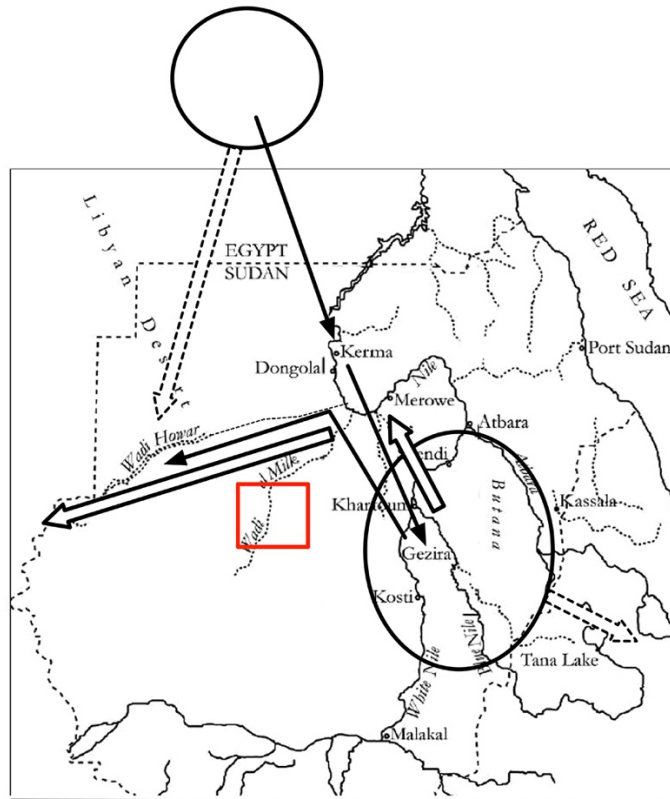 Libyan Desert
EGYPT
SUDAN
RED SEA
Kerma
Dongola
Port Sudan
Nile
Merowe
Atbara
Wadi Howar
Wadi el Milk
endi
Atbara
Khartoum
Butana
Kassala
Gezira
Kosti
White Nile
Blue Nile
Tana Lake
Malakal